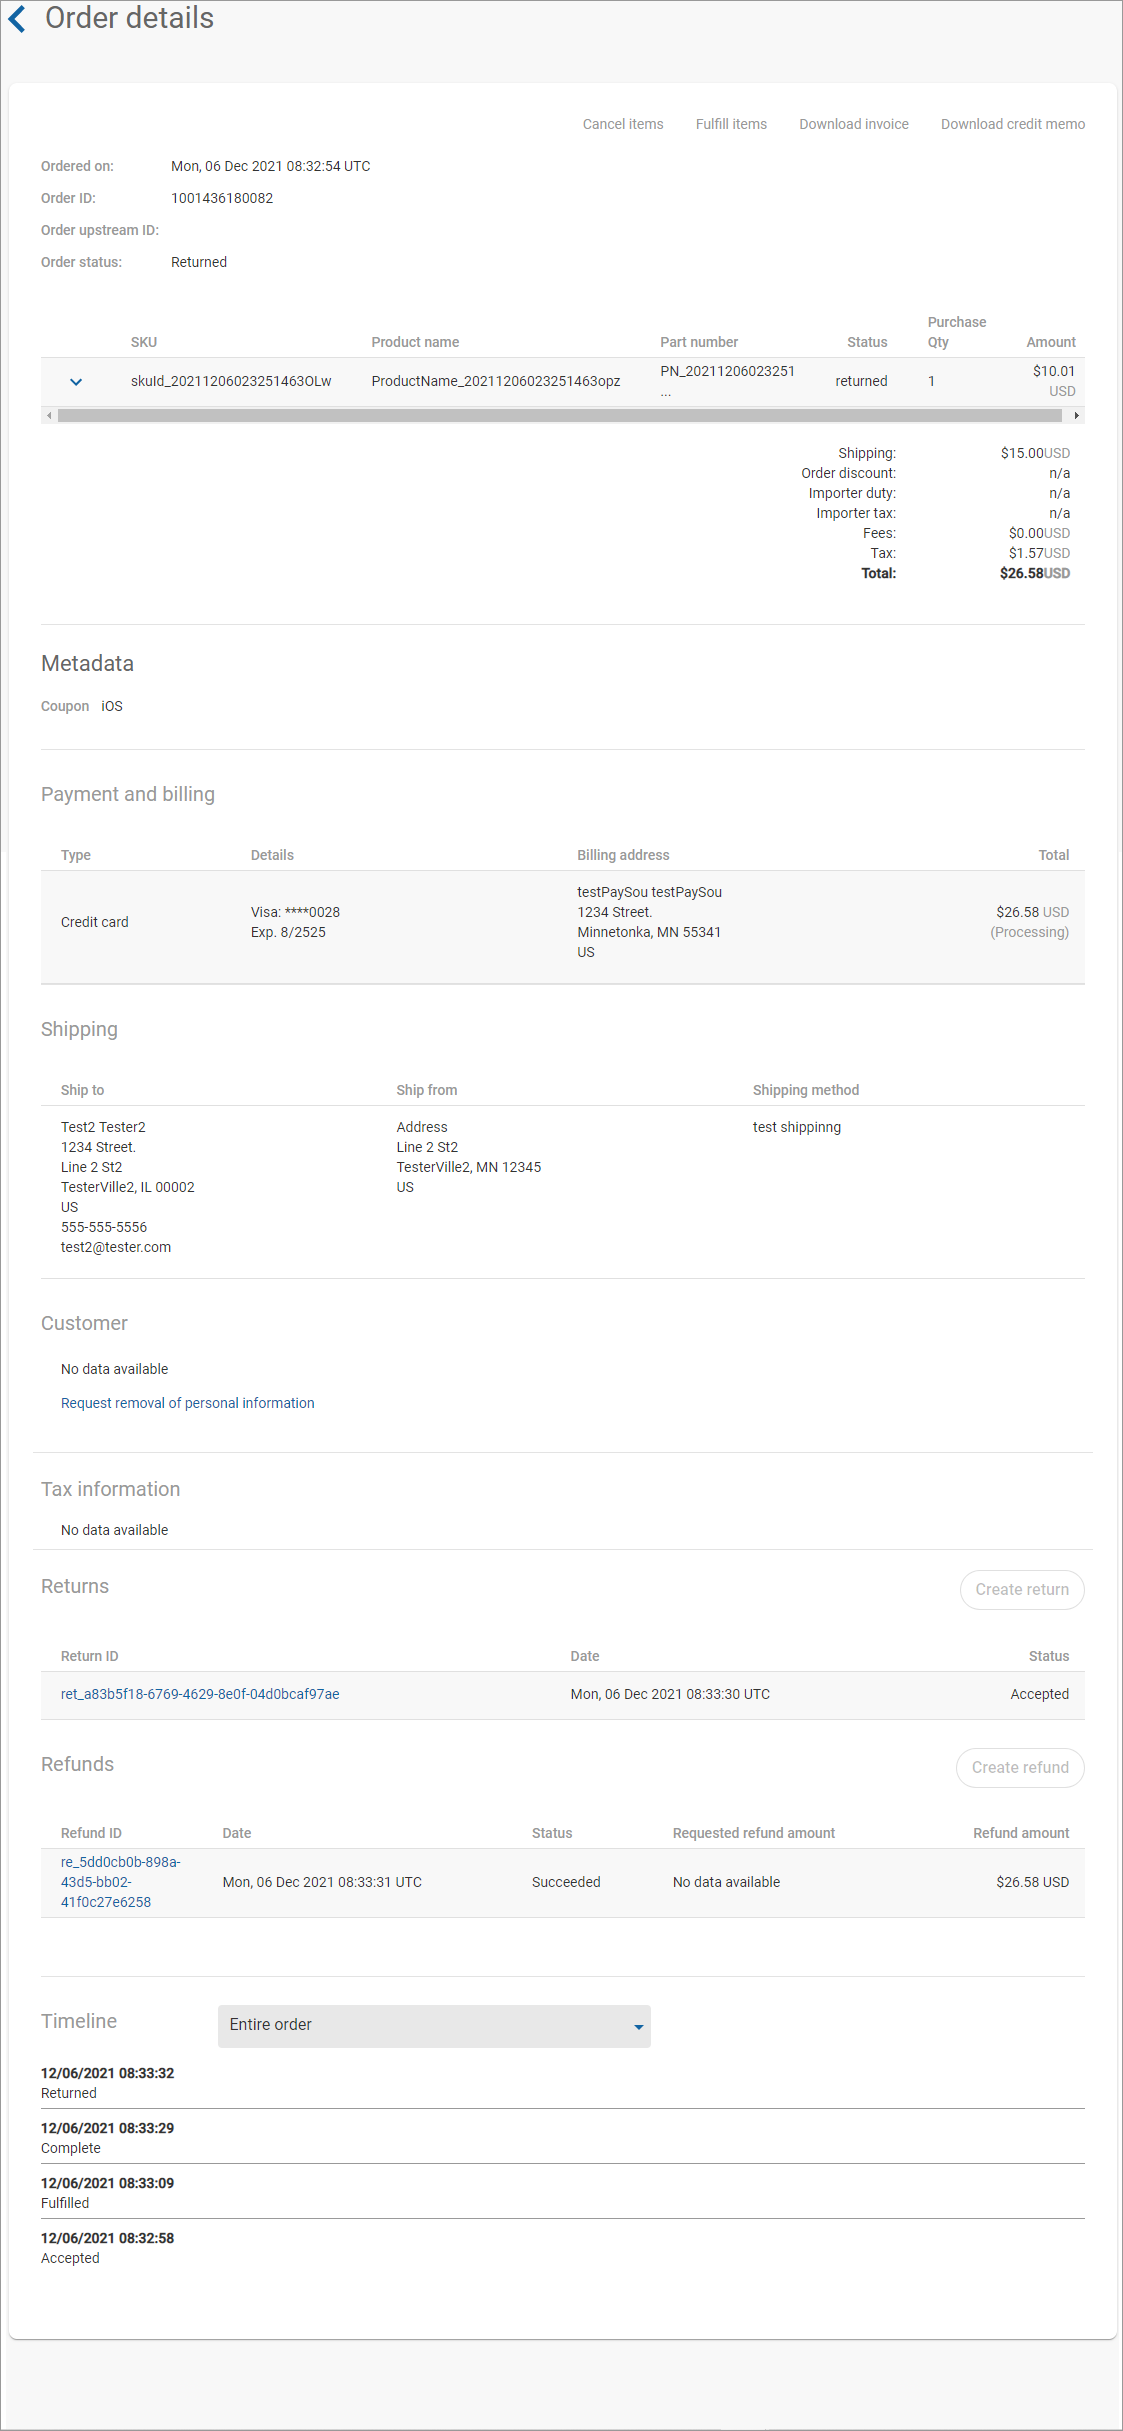 Order details
Cancel items Fulfill items Download invoice Download credit memo
Ordered on: Mon, 06 Dec 2021 08:32:54 UTC
Order ID: 1001436180082
Order upstream ID:
Order status: Returned
SKU Product name Part number Status Purchase Qty Amount
skuId_20211206023251463OLw ProductName_20211206023251463opz PN_20211206023251 ... returned 1 $10.01 USD
Shipping: $15.00USD
Order discount: n/a
Importer duty: n/a
Importer tax: n/a
Fees: $0.00USD
Tax: $1.57USD
Total: $26.58USD
Metadata
Coupon iOS
Payment and billing
Type Details Billing address Total
testPaySou testPaySou
Visa: ****0028 1234 Street. $26.58 USD
Credit card
Exp. 8/2525 Minnetonka, MN 55341 (Processing)
US
Shipping
Ship to Ship from Shipping method
Test2 Tester2 Address test shippinng
1234 Street. Line 2 St2
Line 2 St2 TesterVille2, MN 12345
TesterVille2, IL 00002 US
US
555-555-5556
test2@tester.com
Customer
No data available
Request removal of personal information
Tax information
No data available
Returns Create return
Return ID Date Status
ret_a83b5f18-6769-4629-8e0f-04d0bcaf97ae Mon, 06 Dec 2021 08:33:30 UTC Accepted
Refunds Create refund
Refund ID Date Status Requested refund amount Refund amount
re_5dd0cb0b-898a-
43d5-bb02- Mon, 06 Dec 2021 08:33:31 UTC Succeeded No data available $26.58 USD
41f0c27e6258
Timeline Entire order
12/06/2021 08:33:32
Returned
12/06/2021 08:33:29
Complete
12/06/2021 08:33:09
Fulfilled
12/06/2021 08:32:58
Accepted